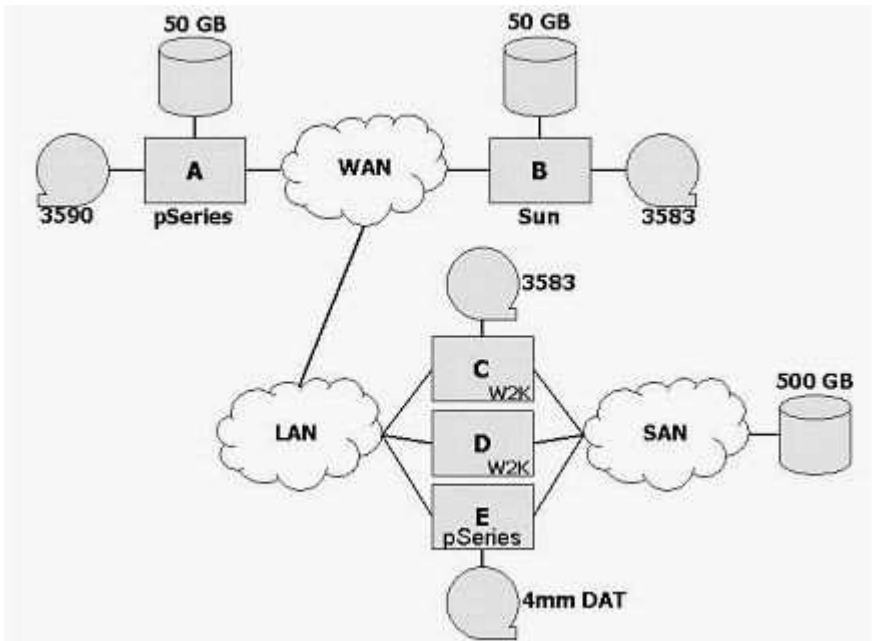 50 GB
50 GB
A
WAN
B
3590
pSeries
Sun
3583
3583
C
W2K
500 GB
LAN
D
W2K
SAN
E
pSeries
4mm DAT